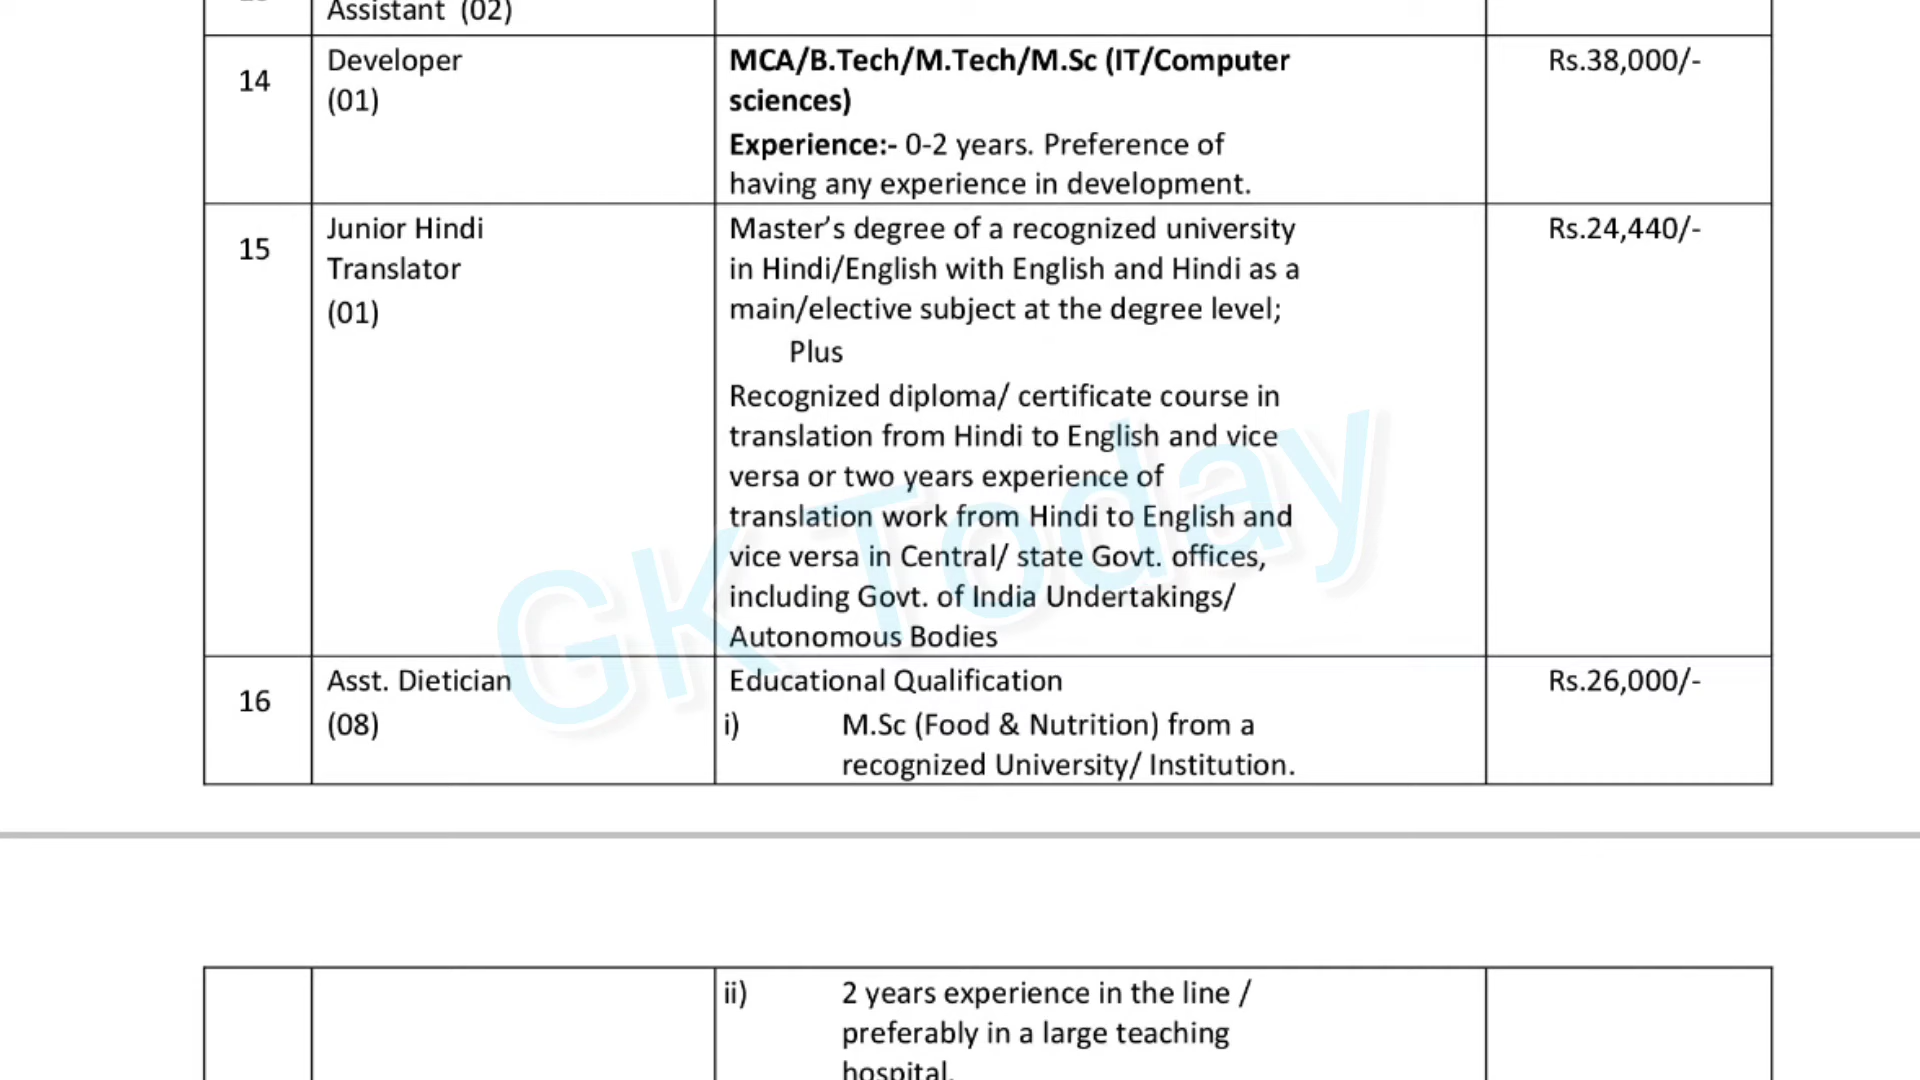 Assistant (02)
14
Developer
(01)
MCA/B.Tech/M.Tech/M.Sc (IT/Computer
sciences)
Experience:- 0-2 years. Preference of
having any experience in development.
Rs.38,000/-
15
Junior Hindi
Translator
(01)
Master’s degree of a recognized university
in Hindi/English with English and Hindi as a
main/elective subject at the degree level;
Plus
Recognized diploma/ certificate course in
translation from Hindi to English and vice
versa or two years experience of
translation work from Hindi to English and
vice versa in Central/ state Govt. offices,
including Govt. of India Undertakings/
Autonomous Bodies
Rs.24,440/-
GK Today
16
Asst. Dietician
(08)
Educational Qualification
i) M.Sc (Food & Nutrition) from a
recognized University/ Institution.
Rs.26,000/-
ii) 2 years experience in the line /
preferably in a large teaching
hospital.